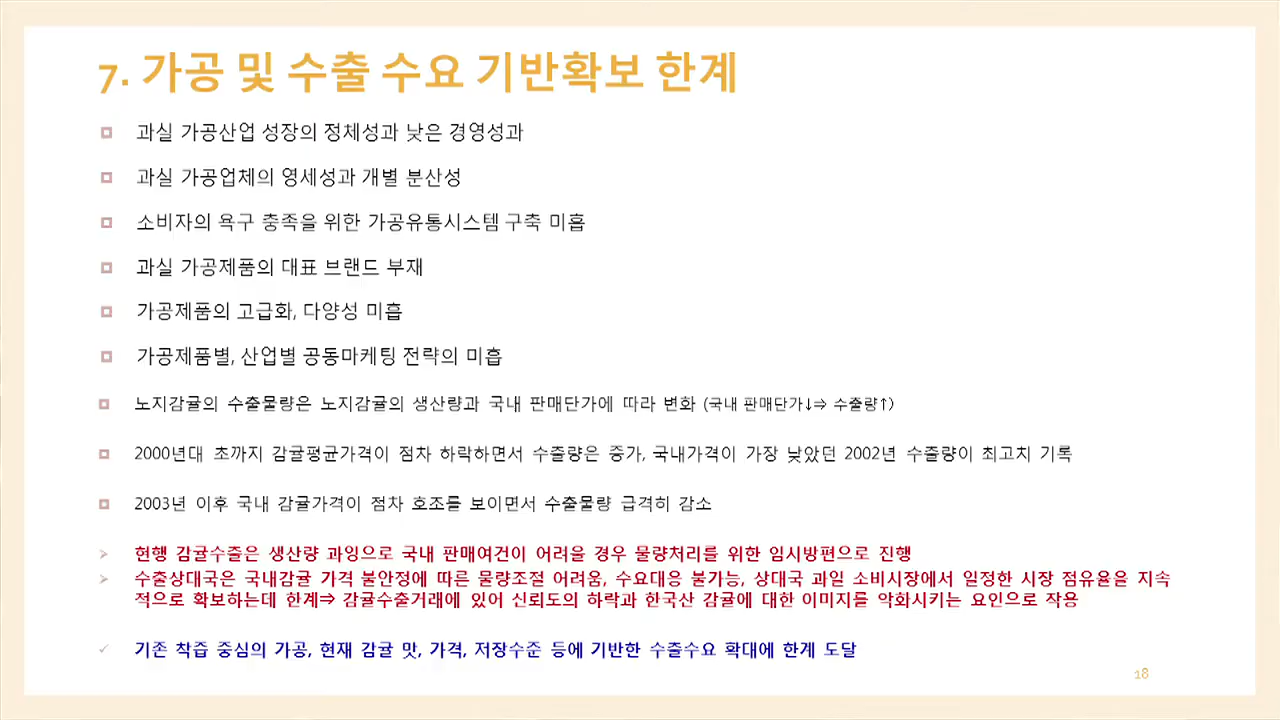 7. 가공 및 수출 수요 기반확보 한계
과실 가공산업 성장의 정체성과 낮은 경영성과
과실 가공업체의 영세성과 개별 분산성
소비자의 욕구 충족을 위한 가공유통시스템 구축 미흡
과실 가공제품의 대표 브랜드 부재
가공제품의 고급화, 다양성 미흡
가공제품별, 산업별 공동마케팅 전략의 미흡
노지감귤의 수출물량은 노지감귤의 생산량과 국내 판매단가에 따라 변화 (국내 판매단가↓⇒ 수출량↑)
2000년대 초까지 감귤평균가격이 점차 하락하면서 수출량은 증가, 국내가격이 가장 낮았던 2002년 수출량이 최고치 기록
2003년 이후 국내 감귤가격이 점차 호조를 보이면서 수출물량 급격히 감소
현행 감귤수출은 생산량 과잉으로 국내 판매여건이 어려울 경우 물량처리를 위한 임시방편으로 진행
수출상대국은 국내감귤 가격 불안정에 따른 물량조절 어려움, 수요대응 불가능, 상대국 과일 소비시장에서 일정한 시장 점유율을 지속
적으로 확보하는데 한계⇒ 감귤수출거래에 있어 신뢰도의 하락과 한국산 감귤에 대한 이미지를 악화시키는 요인으로 작용
기존 착즙 중심의 가공, 현재 감귤 맛, 가격, 저장수준 등에 기반한 수출수요 확대에 한계 도달
18